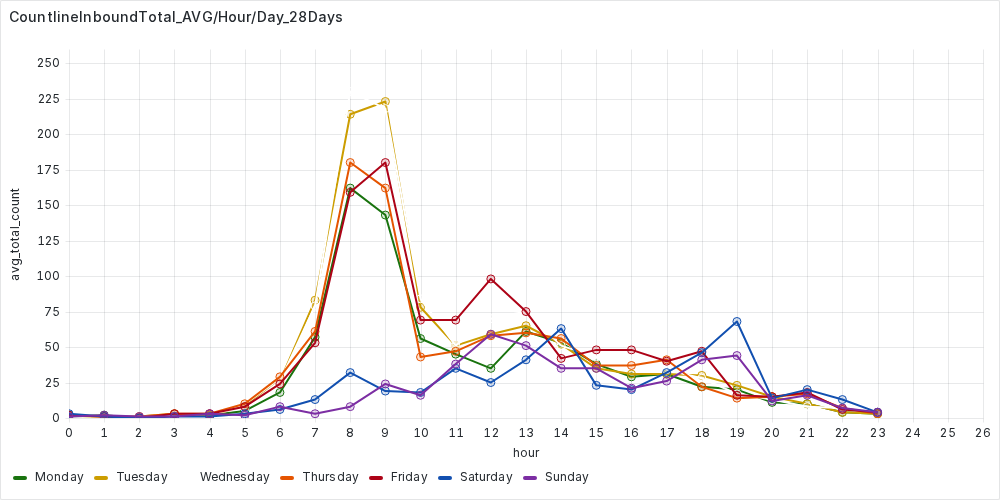 CountlineInboundTotal_AVG/Hour/Day_28Days
250
225
200
175
150
125
100
75
50
25
0
avg_total_count
0 1 2 3 4 5 6 7 8 9 10 11 12 13 14 15 16 17 18 19 20 21 22 23 24 25 26
hour
Monday Tuesday Wednesday Thursday Friday Saturday Sunday